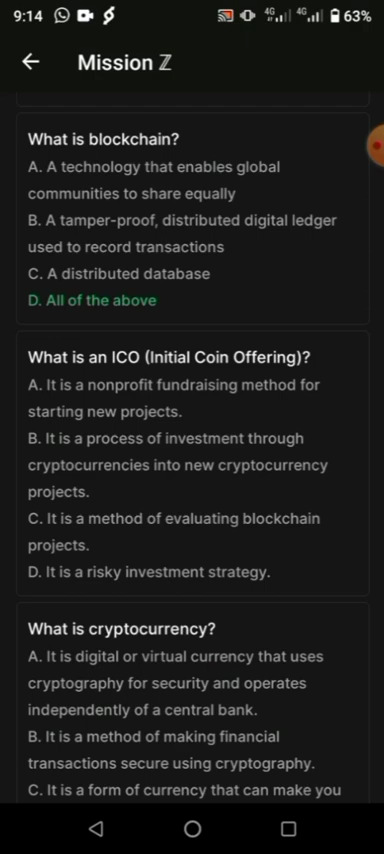 9:14 4G 4G 63%
Mission ℤ
What is blockchain?
A. A technology that enables global
communities to share equally
B. A tamper-proof, distributed digital ledger
used to record transactions
C. A distributed database
D. All of the above
What is an ICO (Initial Coin Offering)?
A. It is a nonprofit fundraising method for
starting new projects.
B. It is a process of investment through
cryptocurrencies into new cryptocurrency
projects.
C. It is a method of evaluating blockchain
projects.
D. It is a risky investment strategy.
What is cryptocurrency?
A. It is digital or virtual currency that uses
cryptography for security and operates
independently of a central bank.
B. It is a method of making financial
transactions secure using cryptography.
C. It is a form of currency that can make you